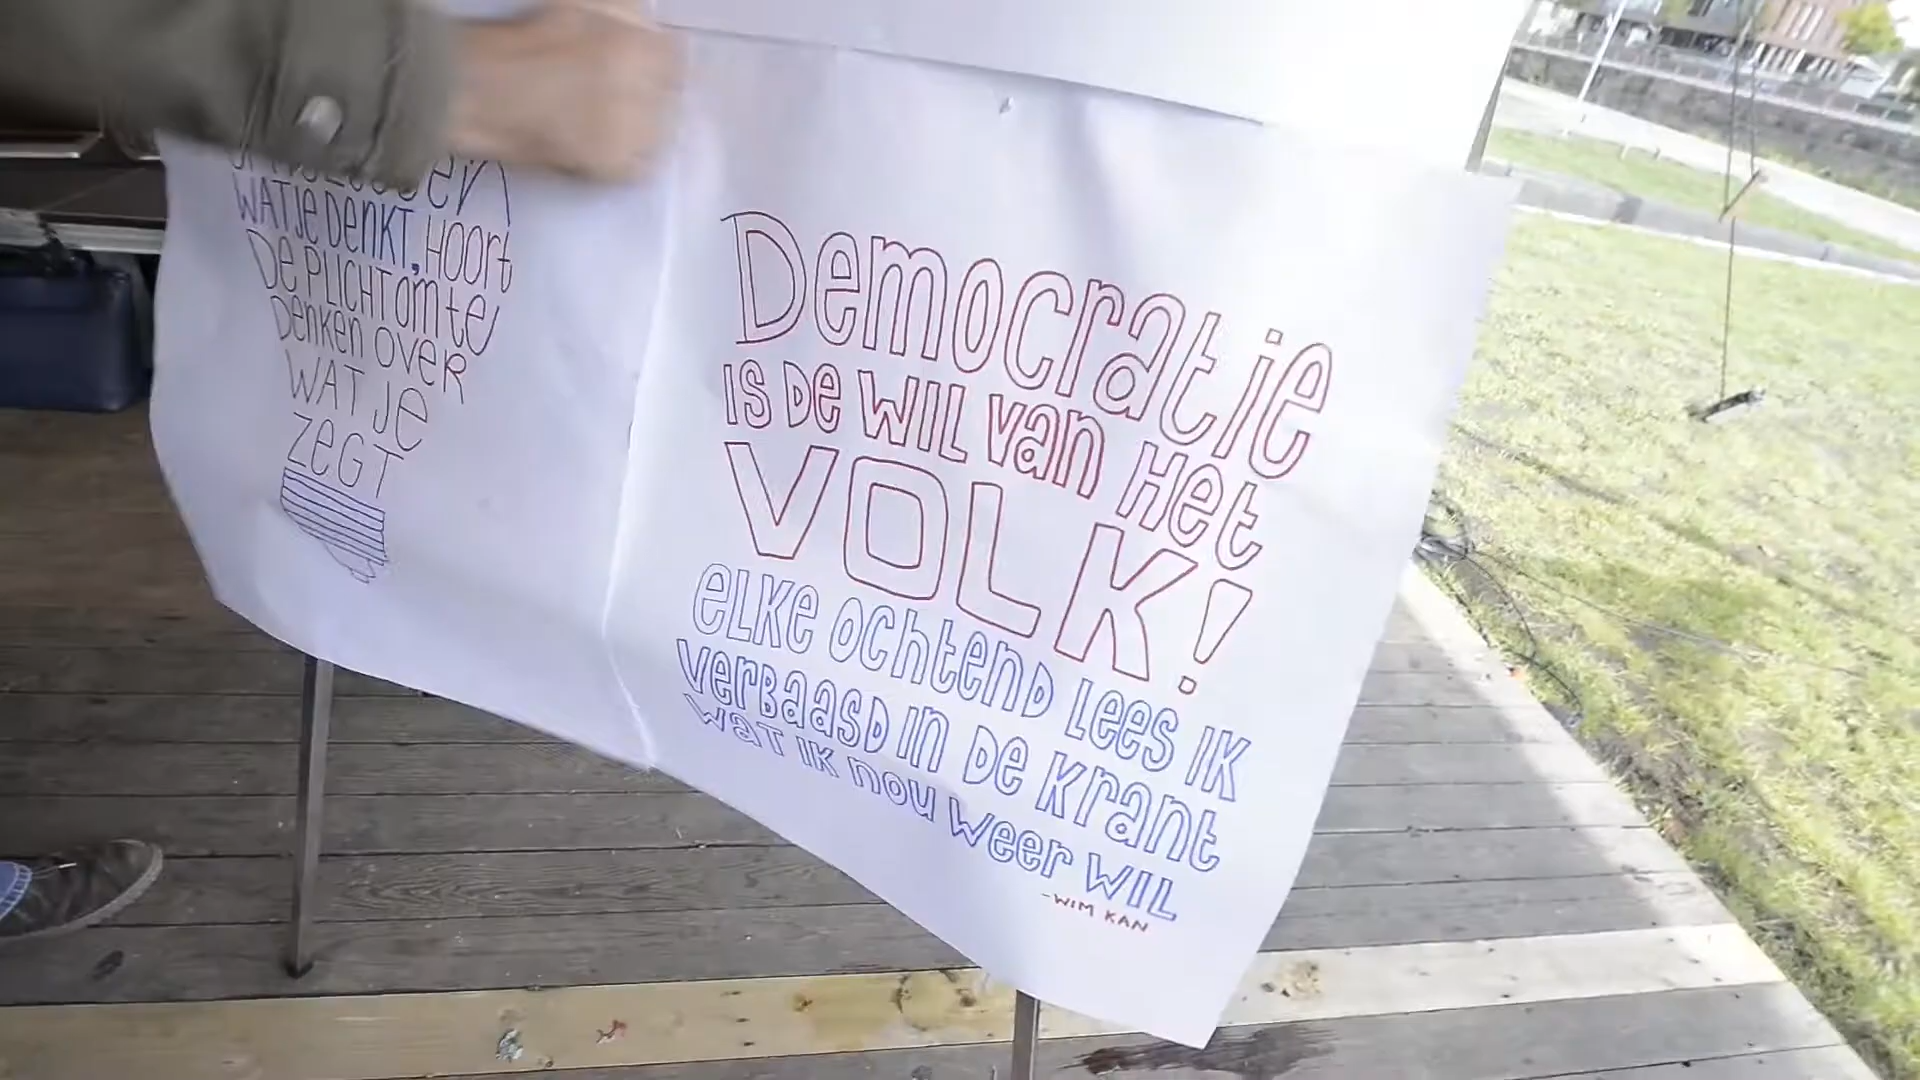 WAT Je DenKT, HOOrt
De PLICHT om te
Denken over
WAT Je
ZeGT
Democratie
IS De WIL van Het
VOLK!
eLKe OchtenD Lees IK
verBaasD in De Krant
wat IK nou weer WIL
-WIM KAN